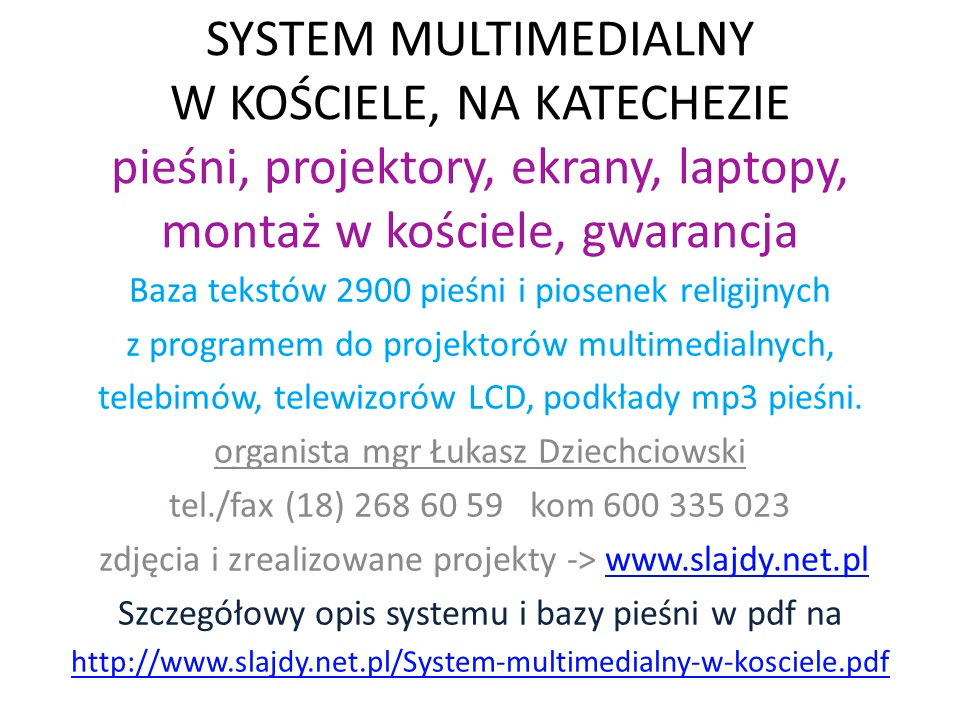 SYSTEM MULTIMEDIALNY
W KOŚCIELE, NA KATECHEZIE
pieśni, projektory, ekrany, laptopy,
montaż w kościele, gwarancja
Baza tekstów 2900 pieśni i piosenek religijnych
z programem do projektorów multimedialnych,
telebimów, telewizorów LCD, podkłady mp3 pieśni.
organista mgr Łukasz Dziechciowski
tel./fax (18) 268 60 59 kom 600 335 023
zdjęcia i zrealizowane projekty -> www.slajdy.net.pl
Szczegółowy opis systemu i bazy pieśni w pdf na
http://www.slajdy.net.pl/System-multimedialny-w-kosciele.pdf